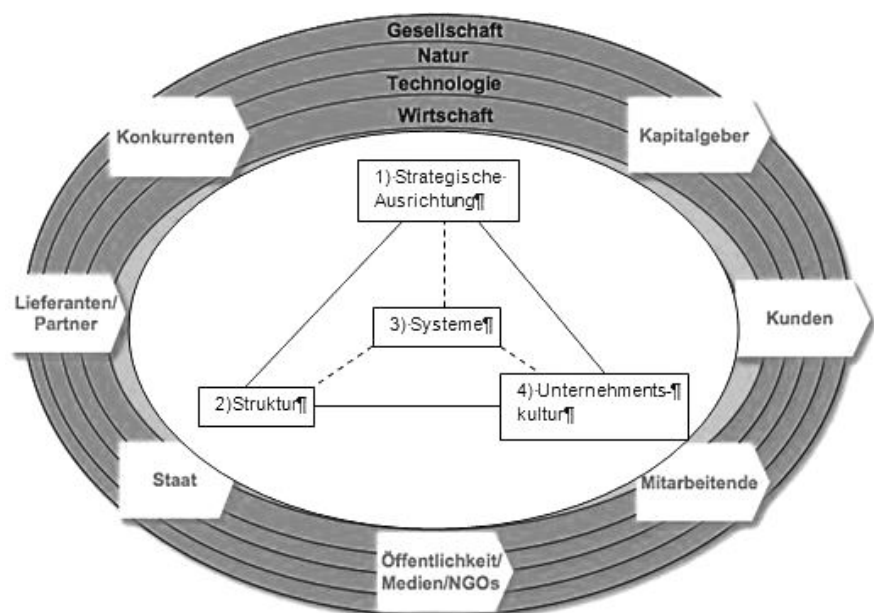 Gesellschaft
Natur
Technologie
Wirtschaft
Konkurrenten
Kapitalgeber
1)·Strategische·
Ausrichtung¶
Lieferanten/
Partner
3)·Systeme¶
Kunden
2)Struktur¶
4)·Unternehments-¶
kultur¶
Staat
Mitarbeitende
Öffentlichkeit/
Medien/NGOs